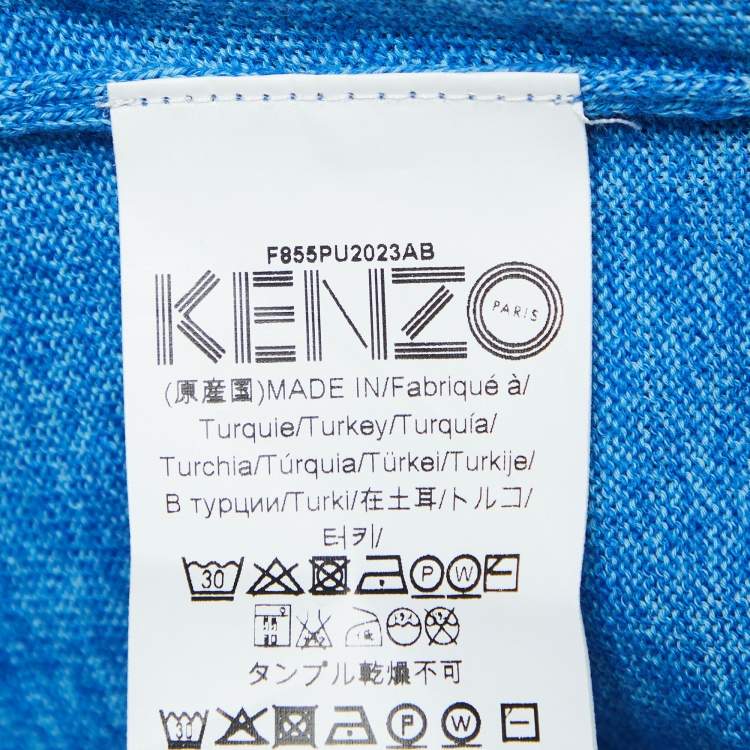 F855PU2023AB
KENZO PARIS
(原産国)MADE IN/Fabriqué à/
Turquie/Turkey/Turquía/
Turchia/Túrquia/Türkei/Turkije/
В турции/Turki/在土耳/トルコ/
터키/
30 P W
タンブル乾燥不可
30 P W